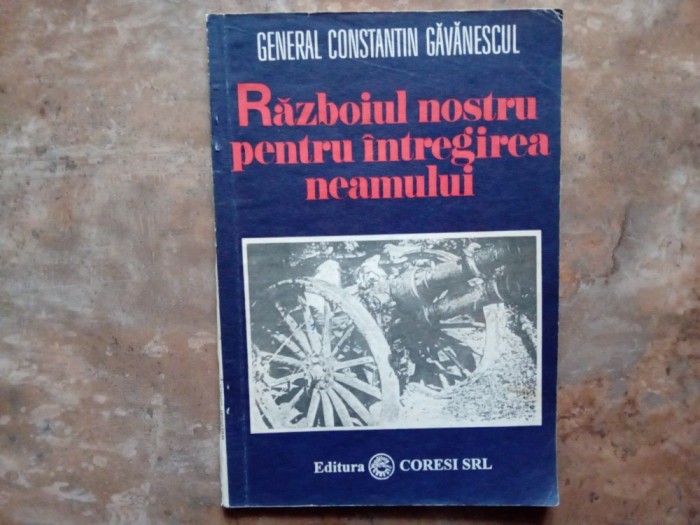 GENERAL CONSTANTIN GĂVĂNESCUL
Războiul nostru
pentru întregirea
neamului
Editura CORESI SRL